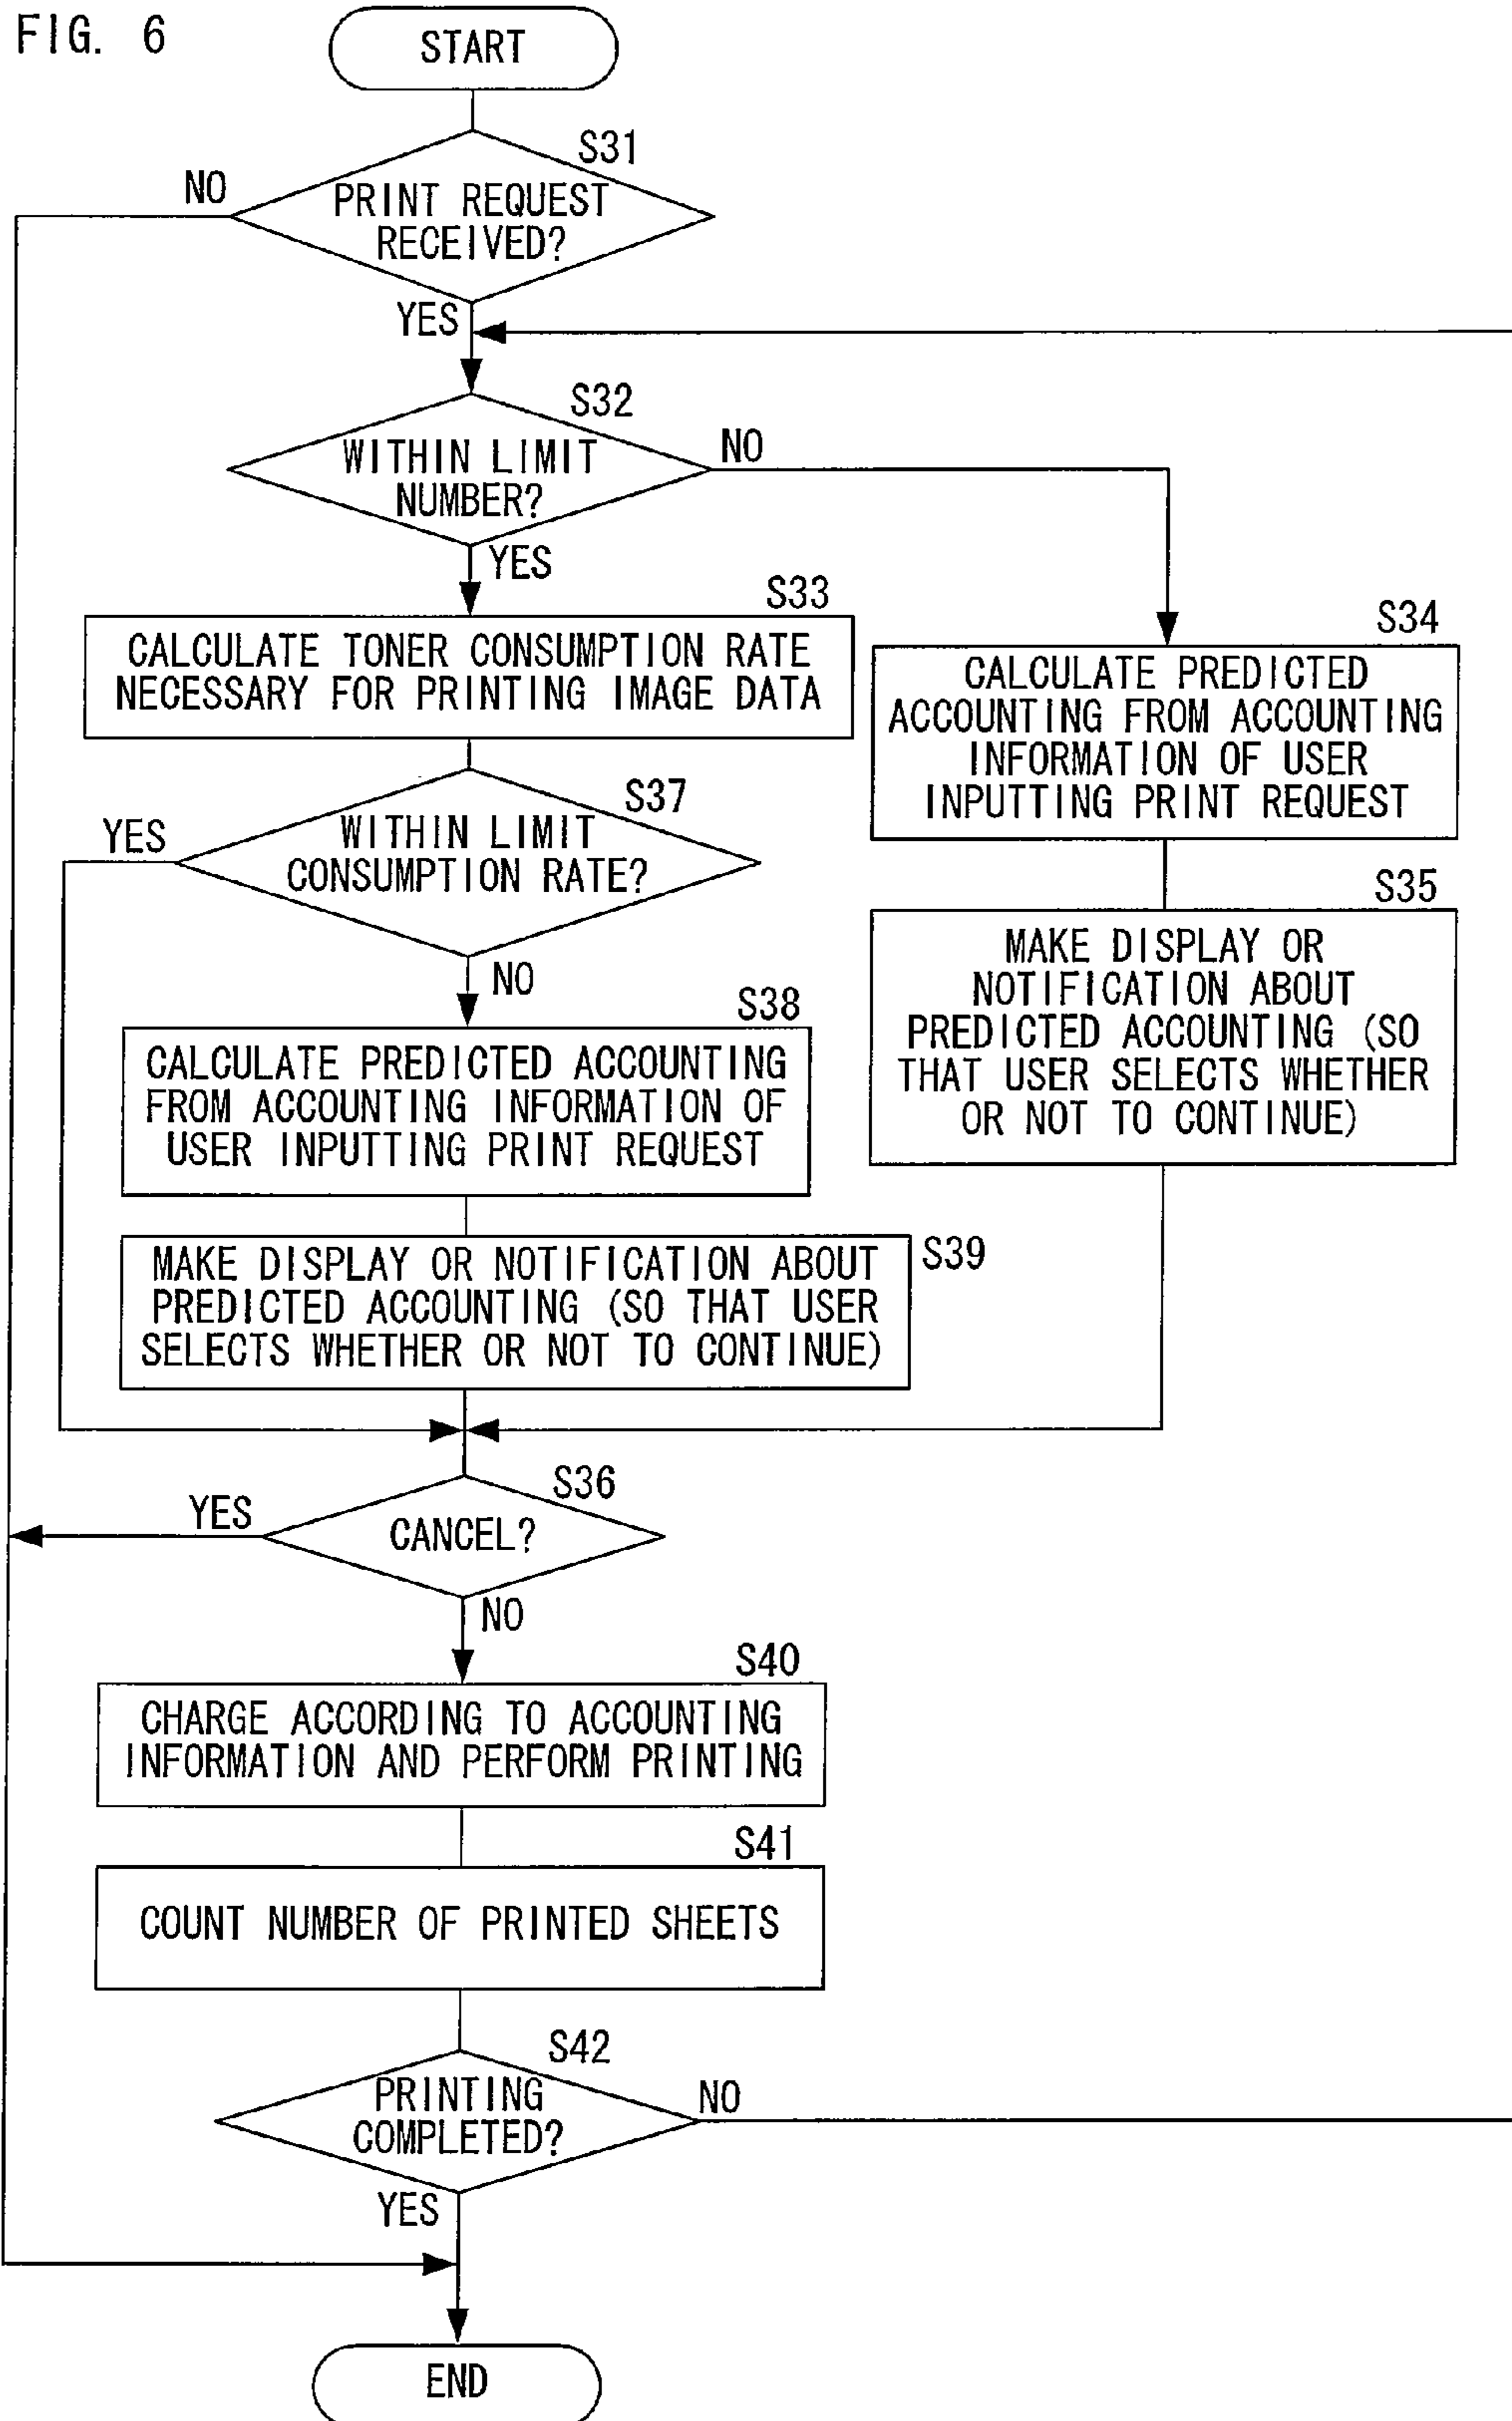 FIG. 6
START
S31
NO
PRINT REQUEST
RECEIVED?
YES
S32
WITHIN LIMIT
NUMBER?
NO
YES
S33
CALCULATE TONER CONSUMPTION RATE
NECESSARY FOR PRINTING IMAGE DATA
S34
CALCULATE PREDICTED
ACCOUNTING FROM ACCOUNTING
INFORMATION OF USER
INPUTTING PRINT REQUEST
S37
YES
WITHIN LIMIT
CONSUMPTION RATE?
NO
S35
MAKE DISPLAY OR
NOTIFICATION ABOUT
PREDICTED ACCOUNTING (SO
THAT USER SELECTS WHETHER
OR NOT TO CONTINUE)
S38
CALCULATE PREDICTED ACCOUNTING
FROM ACCOUNTING INFORMATION OF
USER INPUTTING PRINT REQUEST
S39
MAKE DISPLAY OR NOTIFICATION ABOUT
PREDICTED ACCOUNTING (SO THAT USER
SELECTS WHETHER OR NOT TO CONTINUE)
S36
YES
CANCEL?
NO
S40
CHARGE ACCORDING TO ACCOUNTING
INFORMATION AND PERFORM PRINTING
S41
COUNT NUMBER OF PRINTED SHEETS
S42
PRINTING
COMPLETED?
NO
YES
END